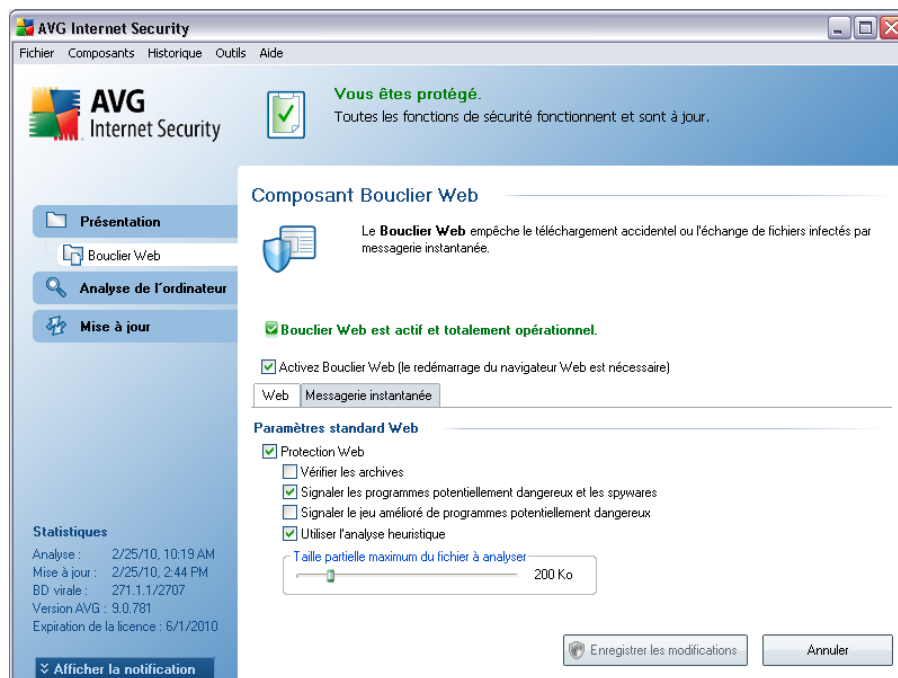 AVG Internet Security
Fichier Composants Historique Outils Aide
AVG
Internet Security
Vous êtes protégé.
Toutes les fonctions de sécurité fonctionnent et sont à jour.
Présentation
Bouclier Web
Analyse de l'ordinateur
Mise à jour
Statistiques
Analyse : 2/25/10, 10:19 AM
Mise à jour : 2/25/10, 2:44 PM
BD virale : 271.1.1/2707
Version AVG : 9.0.781
Expiration de la licence : 6/1/2010
Afficher la notification
Composant Bouclier Web
Le Bouclier Web empêche le téléchargement accidentel ou l'échange de fichiers infectés par
messagerie instantanée.
Bouclier Web est actif et totalement opérationnel.
Activez Bouclier Web (le redémarrage du navigateur Web est nécessaire)
Web Messagerie instantanée
Paramètres standard Web
Protection Web
Vérifier les archives
Signaler les programmes potentiellement dangereux et les spywares
Signaler le jeu amélioré de programmes potentiellement dangereux
Utiliser l'analyse heuristique
Taille partielle maximum du fichier à analyser
200 Ko
Enregistrer les modifications Annuler